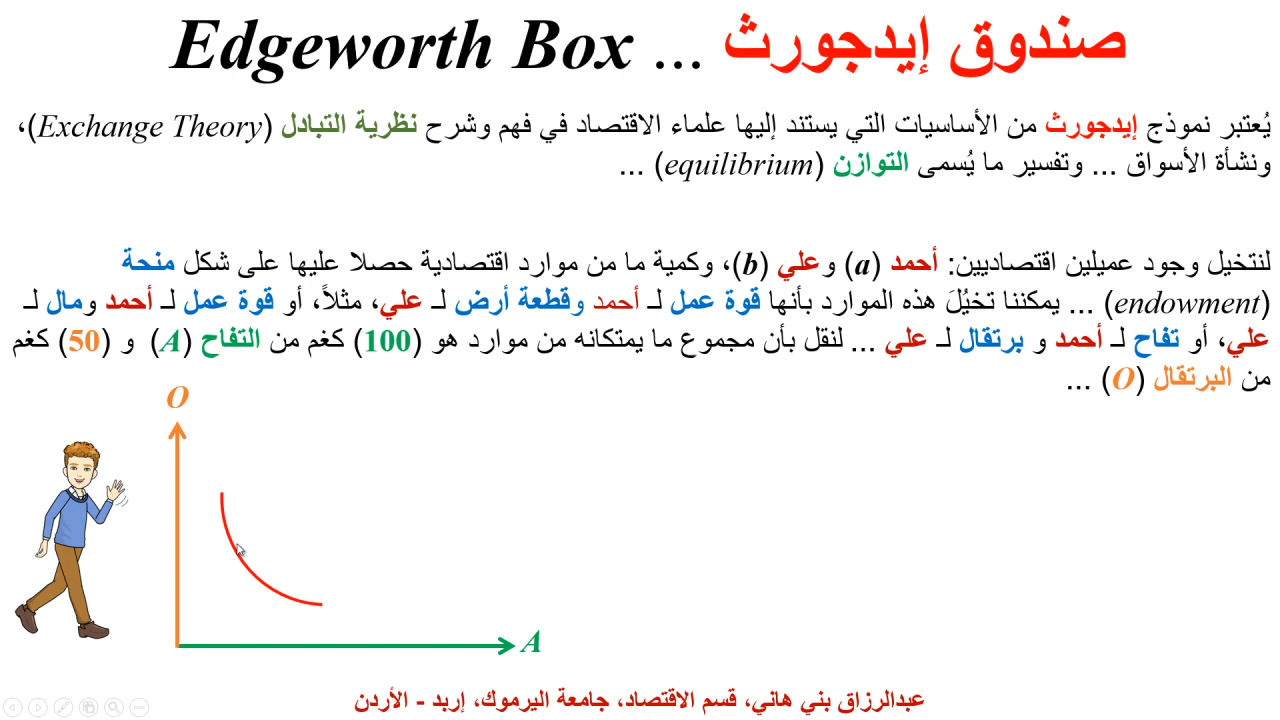 صندوق إيدجورث ... Edgeworth Box
يُعتبر نموذج إيدجورث من الأساسيات التي يستند إليها علماء الاقتصاد في فهم وشرح نظرية التبادل (Exchange Theory)،
ونشأة الأسواق ... وتفسير ما يُسمى التوازن (equilibrium) ...
لنتخيل وجود عميلين اقتصاديين: أحمد (a) وعلي (b)، وكمية ما من موارد اقتصادية حصلا عليها على شكل منحة
(endowment) ... يمكننا تخيُلَ هذه الموارد بأنها قوة عمل لـ أحمد وقطعة أرض لـ علي، مثلاً، أو قوة عمل لـ أحمد ومال لـ
علي، أو تفاح لـ أحمد و برتقال لـ علي ... لنقل بأن مجموع ما يمتكانه من موارد هو (100) كغم من التفاح (A) و (50) كغم
من البرتقال (O) ...
O
A
عبدالرزاق بني هاني، قسم الاقتصاد، جامعة اليرموك، إربد - الأردن